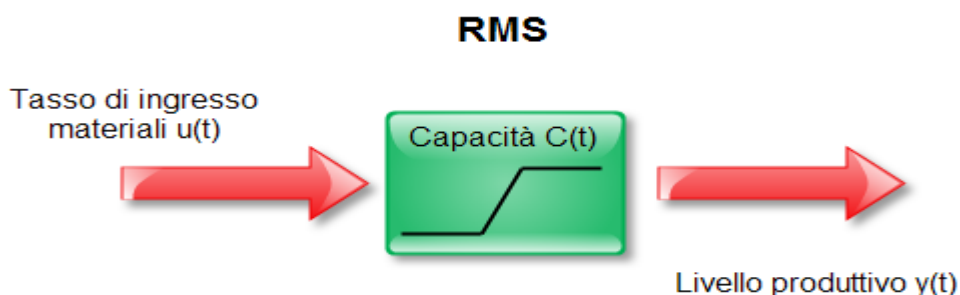 RMS
Tasso di ingresso
materiali u(t)
Capacità C(t)
Livello produttivo y(t)